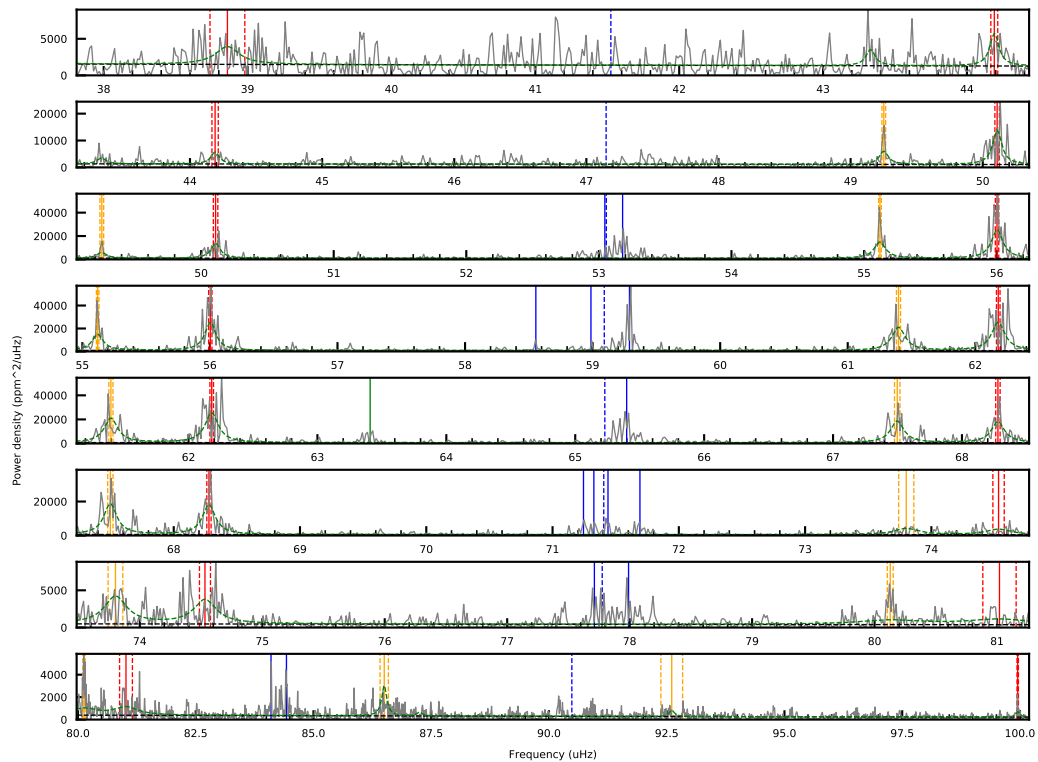 5000
0
38 39 40 41 42 43 44
20000
10000
0
44 45 46 47 48 49 50
40000
20000
0
50 51 52 53 54 55 56
40000
20000
0
55 56 57 58 59 60 61 62
40000
20000
0
62 63 64 65 66 67 68
20000
0
68 69 70 71 72 73 74
5000
0
74 75 76 77 78 79 80 81
4000
2000
0
80.0 82.5 85.0 87.5 90.0 92.5 95.0 97.5 100.0
Power density (ppm^2/uHz)
Frequency (uHz)